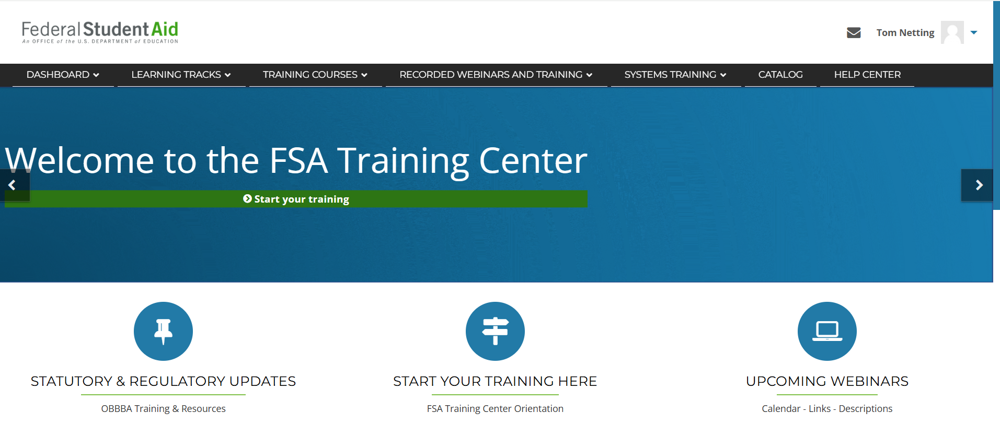 Federal Student Aid
An OFFICE of the U.S. DEPARTMENT of EDUCATION
Tom Netting
DASHBOARD
LEARNING TRACKS
TRAINING COURSES
RECORDED WEBINARS AND TRAINING
SYSTEMS TRAINING
CATALOG
HELP CENTER
Welcome to the FSA Training Center
Start your training
STATUTORY & REGULATORY UPDATES
OBBBA Training & Resources
START YOUR TRAINING HERE
FSA Training Center Orientation
UPCOMING WEBINARS
Calendar - Links - Descriptions